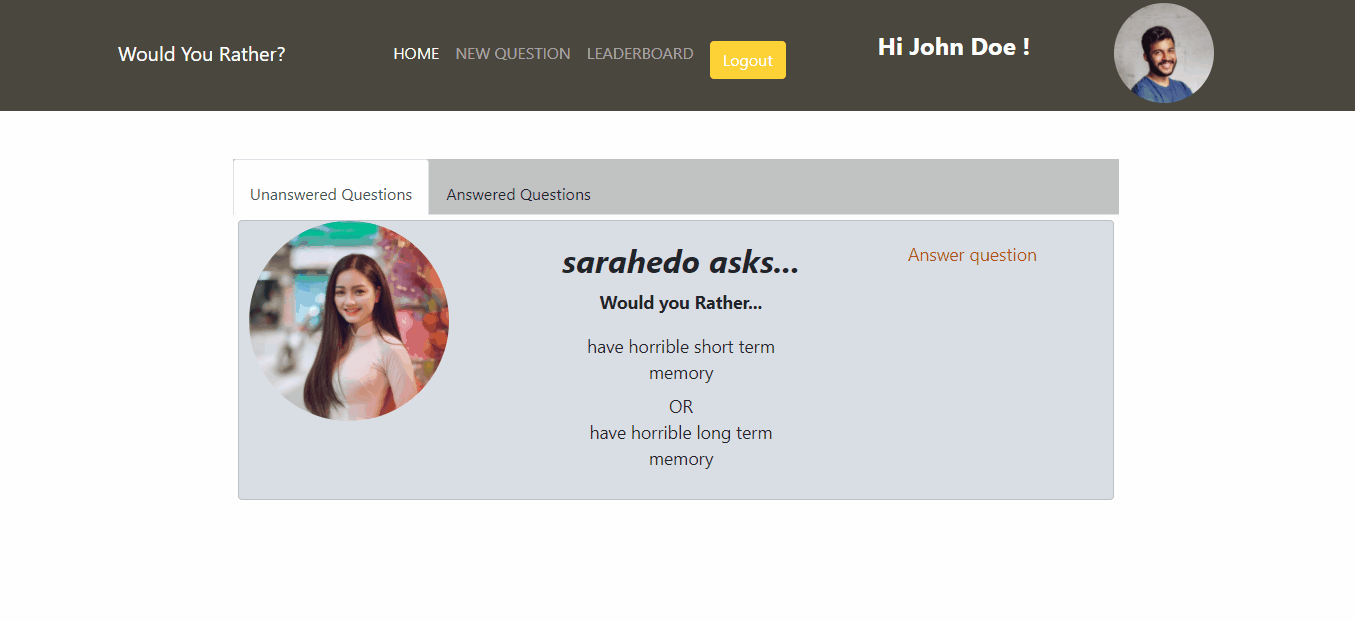 Would You Rather?
HOME NEW QUESTION LEADERBOARD Logout
Hi John Doe !
Unanswered Questions Answered Questions
sarahedo asks...
Answer question
Would you Rather...
have horrible short term
memory
OR
have horrible long term
memory